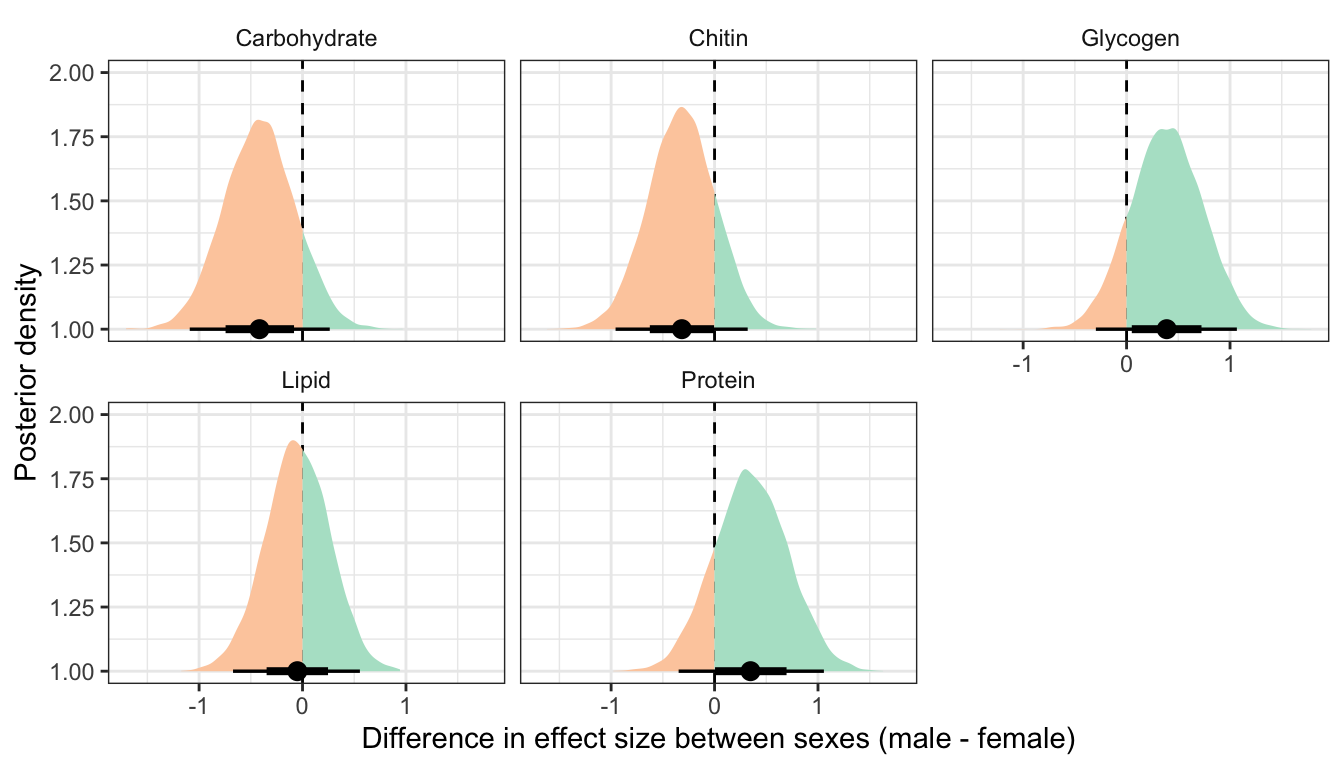 Carbohydrate Chitin Glycogen
2.00
1.75
1.50
1.25
1.00
-1 0 1
Lipid Protein
Posterior density
2.00
1.75
1.50
1.25
1.00
-1 0 1 -1 0 1
Difference in effect size between sexes (male - female)